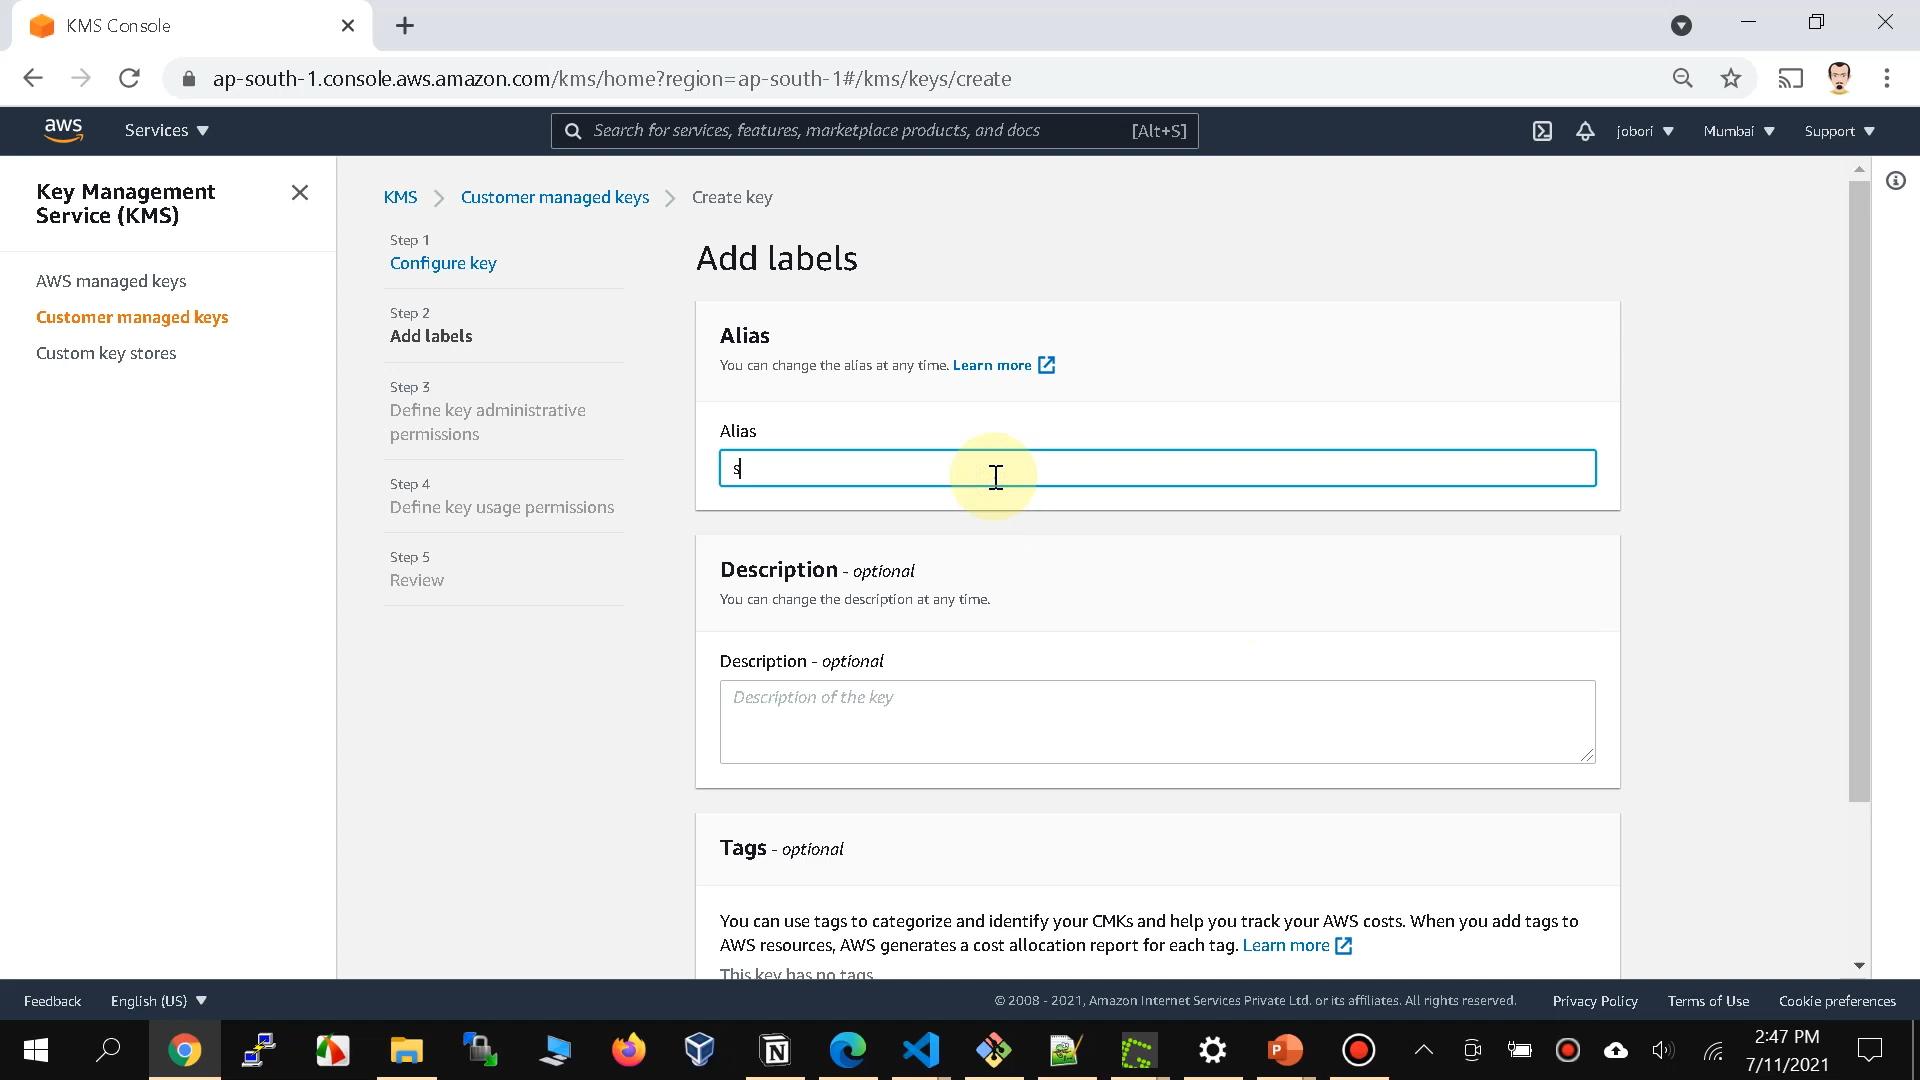 KMS Console
ap-south-1.console.aws.amazon.com/kms/home?region=ap-south-1#/kms/keys/create
aws
Services
Search for services, features, marketplace products, and docs
[Alt+S]
jobori
Mumbai
Support
Key Management
Service (KMS)
AWS managed keys
Customer managed keys
Custom key stores
KMS
Customer managed keys
Create key
Step 1
Configure key
Step 2
Add labels
Step 3
Define key administrative
permissions
Step 4
Define key usage permissions
Step 5
Review
Add labels
Alias
You can change the alias at any time. Learn more
Alias
s
Description - optional
You can change the description at any time.
Description - optional
Description of the key
Tags - optional
You can use tags to categorize and identify your CMKs and help you track your AWS costs. When you add tags to
AWS resources, AWS generates a cost allocation report for each tag. Learn more
This key has no tags.
Feedback
English (US)
© 2008 - 2021, Amazon Internet Services Private Ltd. or its affiliates. All rights reserved.
Privacy Policy
Terms of Use
Cookie preferences
2:47 PM
7/11/2021